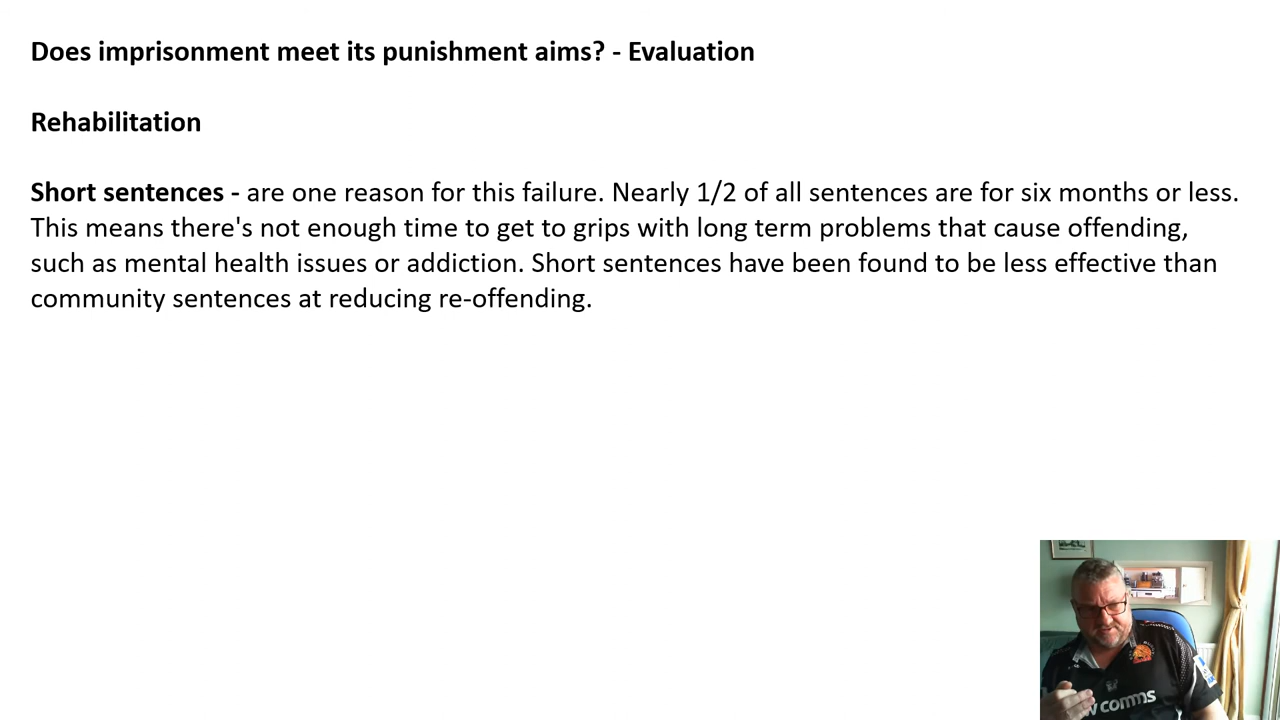 Does imprisonment meet its punishment aims? - Evaluation
Rehabilitation
Short sentences - are one reason for this failure. Nearly 1/2 of all sentences are for six months or less.
This means there's not enough time to get to grips with long term problems that cause offending,
such as mental health issues or addiction. Short sentences have been found to be less effective than
community sentences at reducing re-offending.
comms